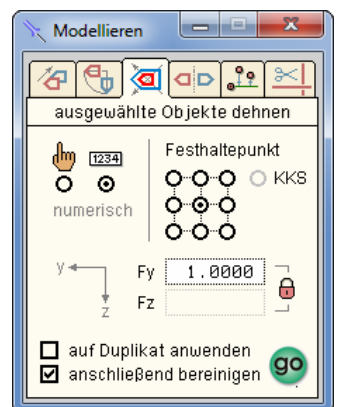 Modellieren
ausgewählte Objekte dehnen
1234
Festhaltepunkt
KKS
numerisch
y
z
Fy 1.0000
Fz
auf Duplikat anwenden
anschließend bereinigen
go